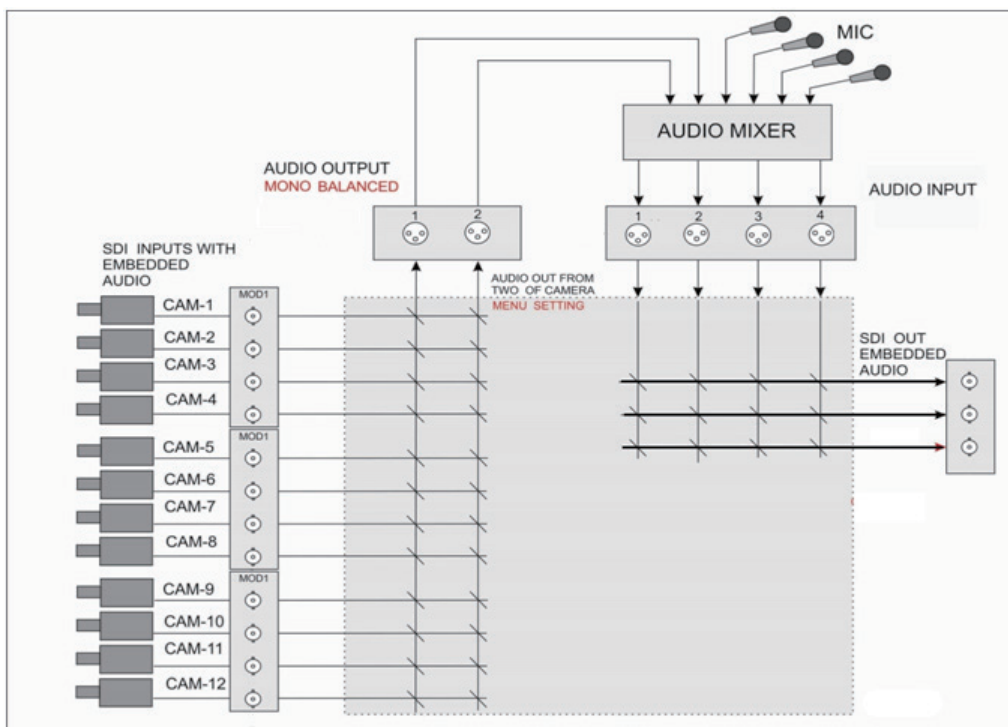 MIC
AUDIO MIXER
AUDIO OUTPUT
MONO BALANCED
AUDIO INPUT
1
2
1
2
3
4
SDI INPUTS WITH
EMBEDDED
AUDIO
AUDIO OUT FROM
TWO OF CAMERA
MENU SETTING
MOD1
CAM-1
CAM-2
CAM-3
CAM-4
SDI OUT
EMBEDDED
AUDIO
MOD1
CAM-5
CAM-6
CAM-7
CAM-8
MOD1
CAM-9
CAM-10
CAM-11
CAM-12